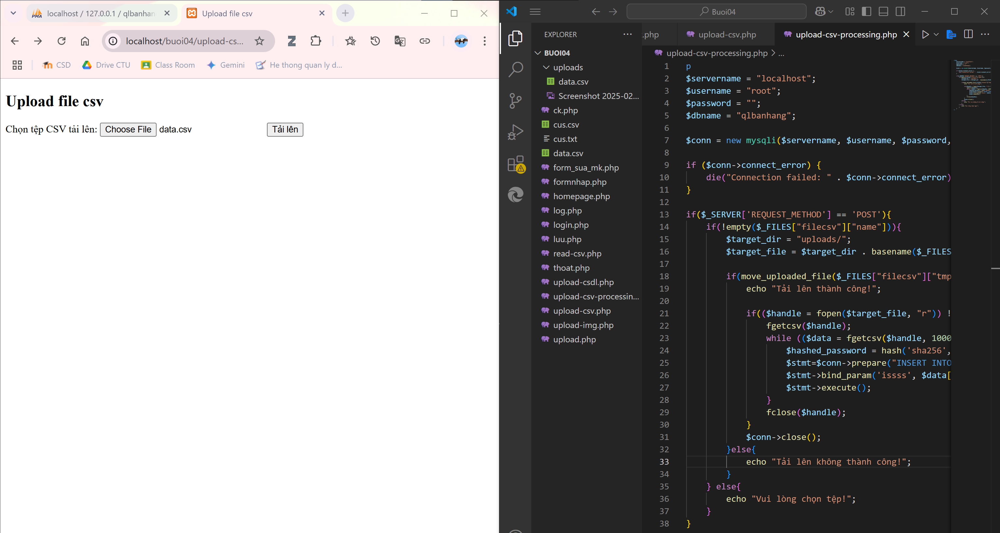 localhost / 127.0.0.1 / qlbanhan
Upload file csv
localhost/buoi04/upload-cs...
CSD
Drive CTU
Class Room
Gemini
He thong quan ly d...
Upload file csv
Chọn tệp CSV tải lên: Choose File data.csv Tải lên
Buoi04
EXPLORER
BUOI04
uploads
data.csv
Screenshot 2025-02...
ck.php
cus.csv
cus.txt
data.csv
form_sua_mk.php
formnhap.php
homepage.php
log.php
login.php
luu.php
read-csv.php
thoat.php
upload-csdl.php
upload-csv-processin...
upload-csv.php
upload-img.php
upload.php
.php
upload-csv.php
upload-csv-processing.php
upload-csv-processing.php > ...
1 p
2 $servername = "localhost";
3 $username = "root";
4 $password = "";
5 $dbname = "qlbanhang";
6
7 $conn = new mysqli($servername, $username, $password,
8
9 if ($conn->connect_error) {
10 die("Connection failed: " . $conn->connect_error)
11 }
12
13 if($_SERVER['REQUEST_METHOD'] == 'POST'){
14 if(!empty($_FILES["filecsv"]["name"])){
15 $target_dir = "uploads/";
16 $target_file = $target_dir . basename($_FILES
17
18 if(move_uploaded_file($_FILES["filecsv"]["tmp
19 echo "Tải lên thành công!";
20
21 if(($handle = fopen($target_file, "r")) !
22 fgetcsv($handle);
23 while (($data = fgetcsv($handle, 1000
24 $hashed_password = hash('sha256',
25 $stmt=$conn->prepare("INSERT INTO
26 $stmt->bind_param('issss', $data[
27 $stmt->execute();
28 }
29 fclose($handle);
30 }
31 $conn->close();
32 }else{
33 echo "Tải lên không thành công!";
34 }
35 } else{
36 echo "Vui lòng chọn tệp!";
37 }
38 }